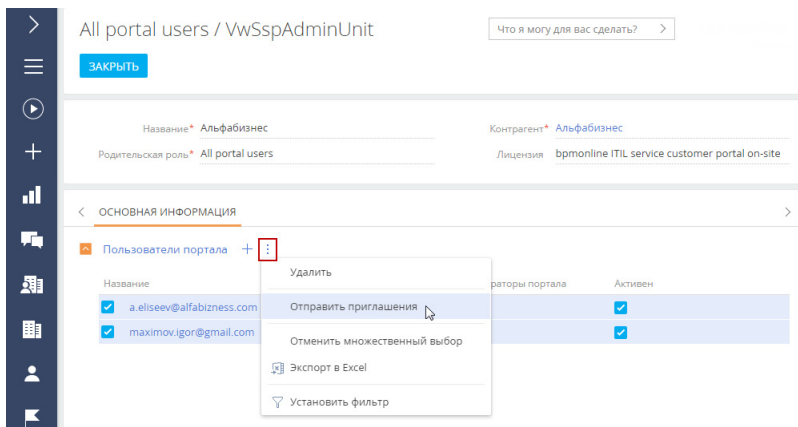 All portal users / VwSspAdminUnit
Что я могу для вас сделать?
ЗАКРЫТЬ
Название* Альфабизнес
Контрагент* Альфабизнес
Родительская роль* All portal users
Лицензия bpmonline ITIL service customer portal on-site
ОСНОВНАЯ ИНФОРМАЦИЯ
Пользователи портала
Название
раторы портала
Активен
a.eliseev@alfabizness.com
maximov.igor@gmail.com
Удалить
Отправить приглашения
Отменить множественный выбор
Экспорт в Excel
Установить фильтр